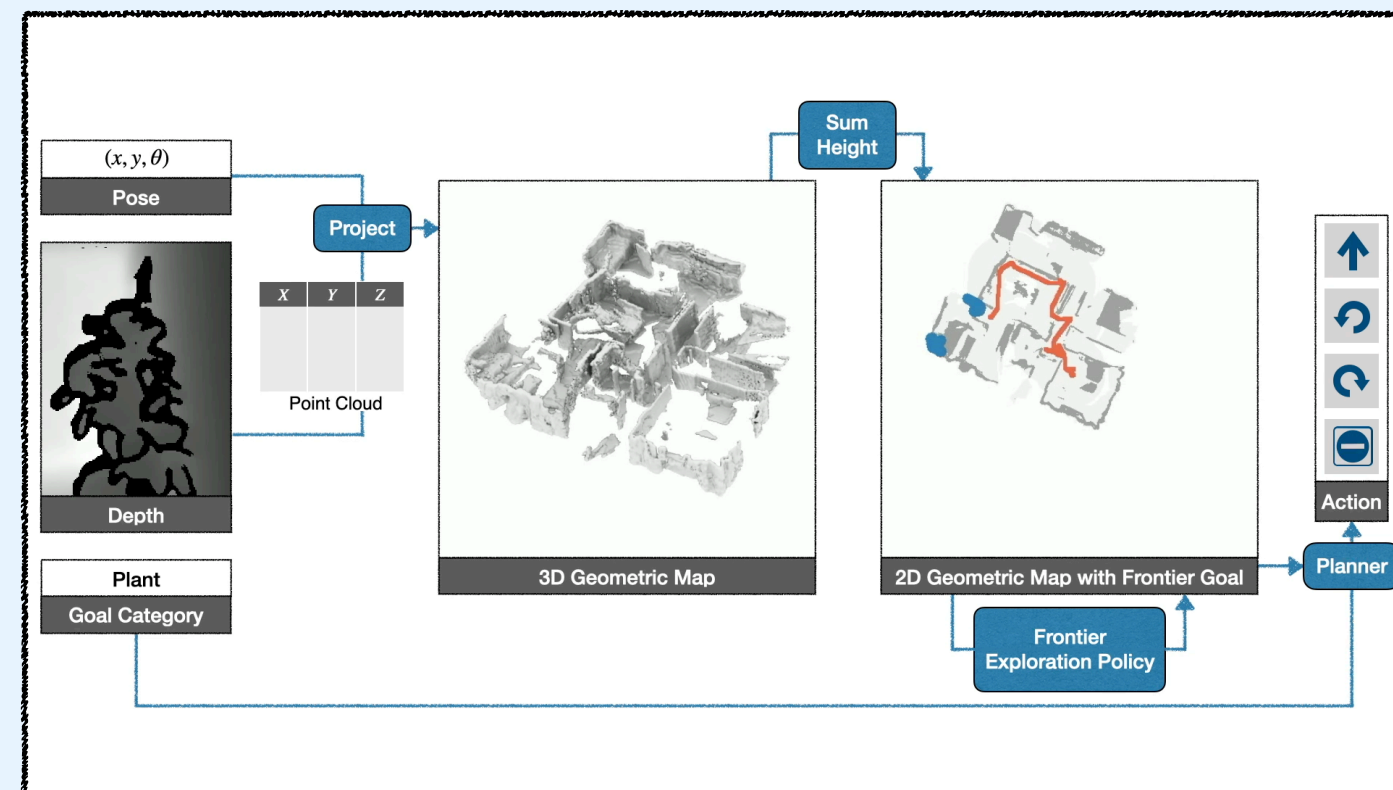 (x, y, θ)
Pose
Depth
Plant
Goal Category
Project
X Y Z
Point Cloud
3D Geometric Map
Sum
Height
2D Geometric Map with Frontier Goal
Frontier
Exploration Policy
Action
Planner